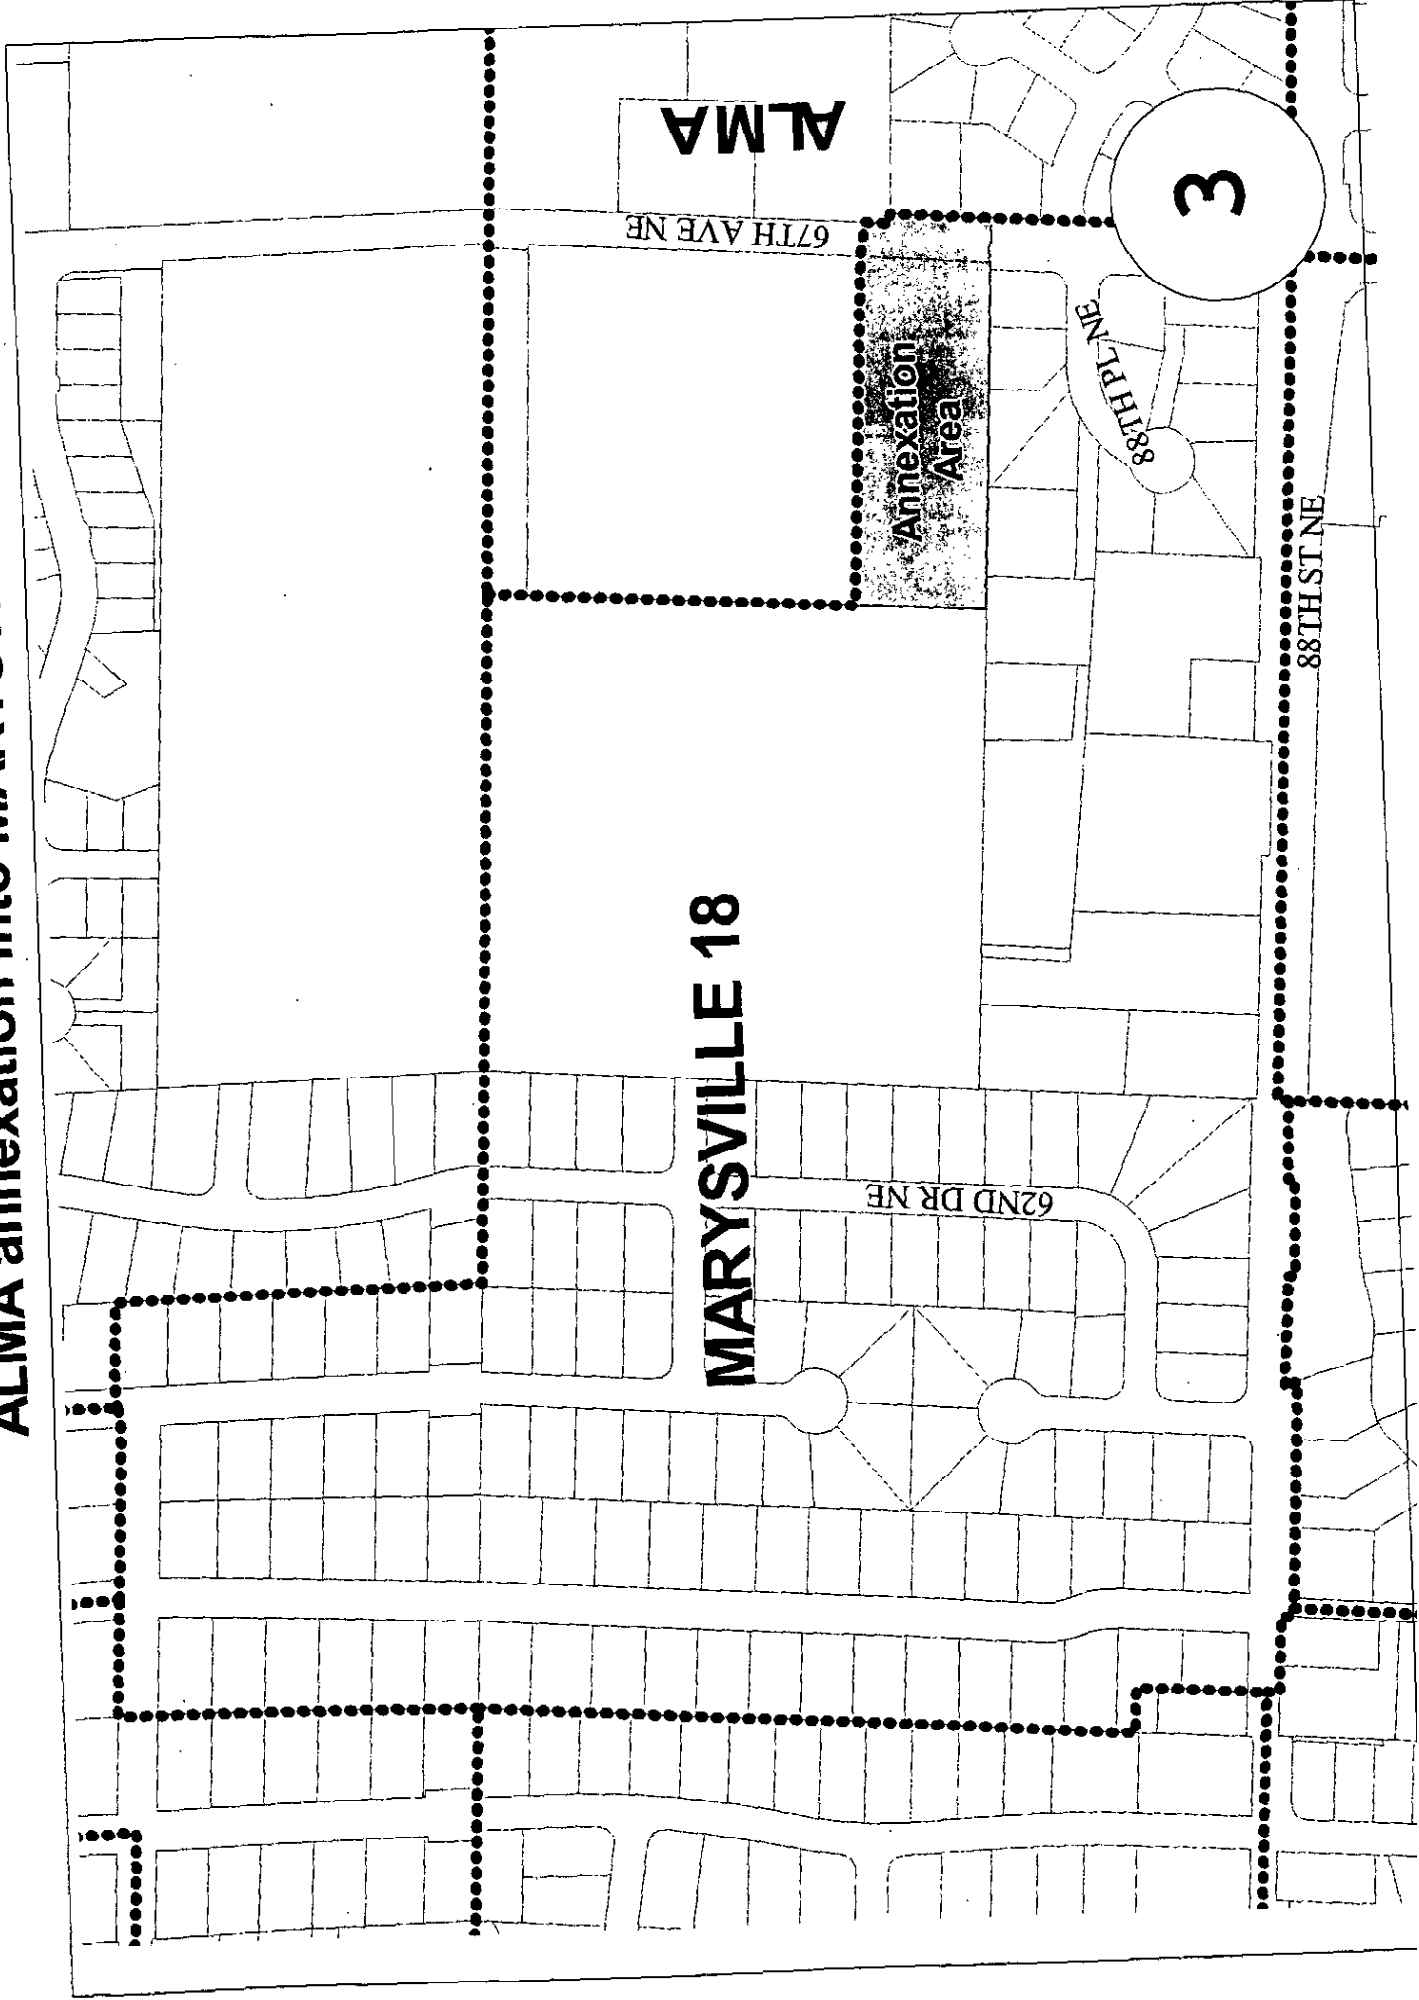 ALMA annexation into
ALMA
67TH AVE NE
3
Annexation
Area
88TH PL NE
88TH ST NE
MARYSVILLE 18
62ND DR NE